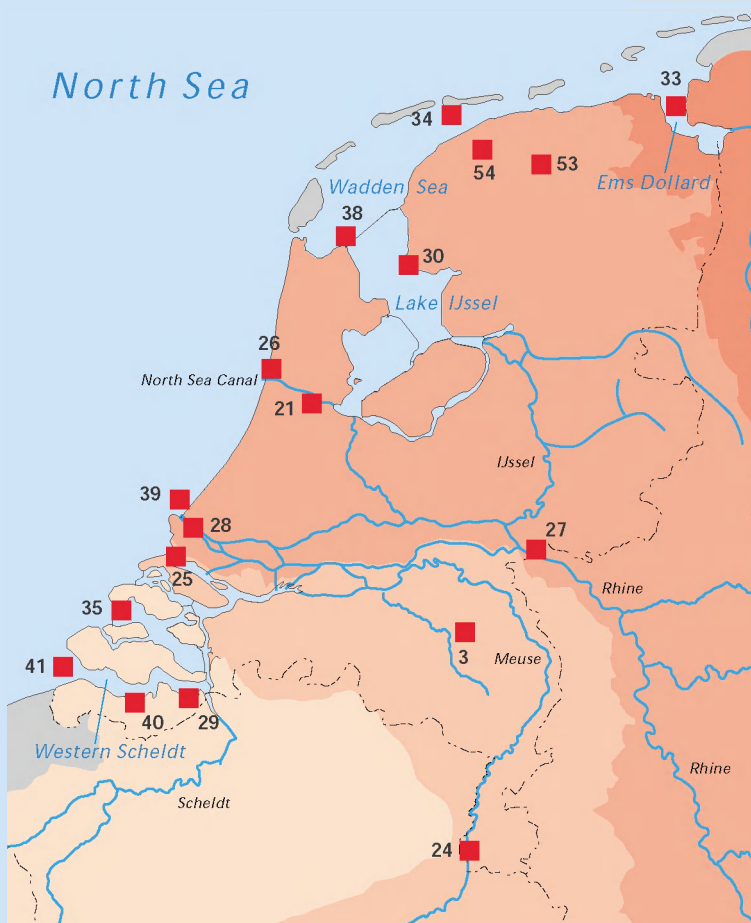 North Sea
33
34
54
53
Ems Dollard
Wadden Sea
38
30
Lake IJssel
26
North Sea Canal
21
IJssel
39
28
27
25
Rhine
35
3
Meuse
41
40
29
Western Scheldt
Rhine
Scheldt
24